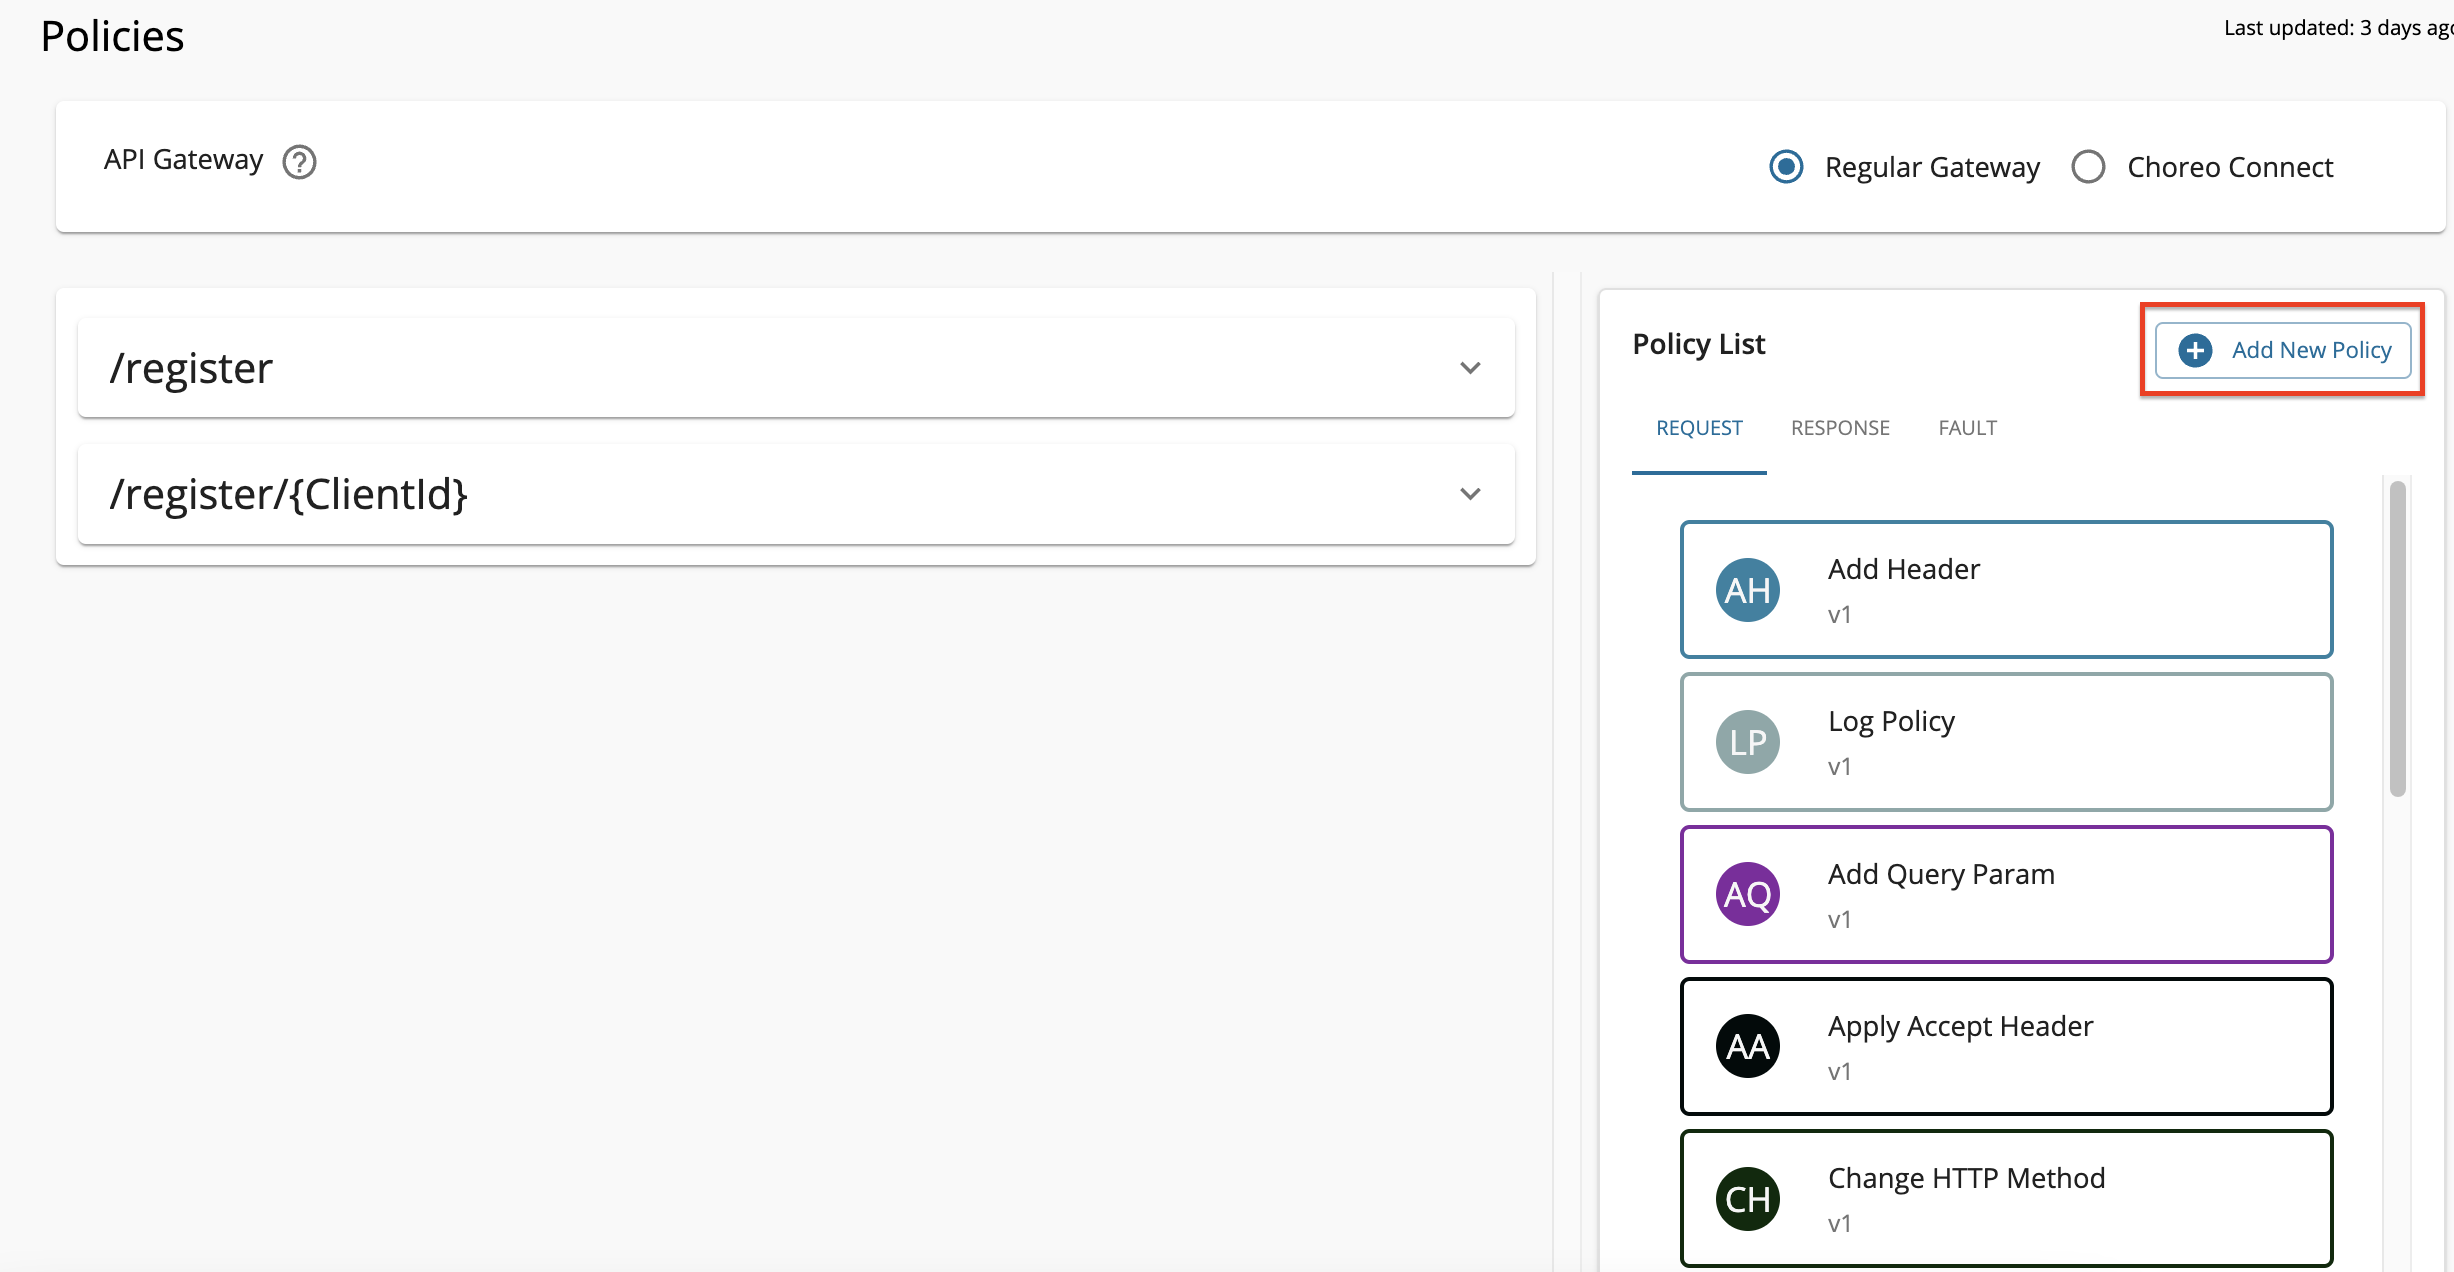 Policies
Last updated: 3 days ago
API Gateway
Regular Gateway
Choreo Connect
/register
/register/{ClientId}
Policy List
Add New Policy
REQUEST
RESPONSE
FAULT
AH
Add Header
v1
LP
Log Policy
v1
AQ
Add Query Param
v1
AA
Apply Accept Header
v1
CH
Change HTTP Method
v1